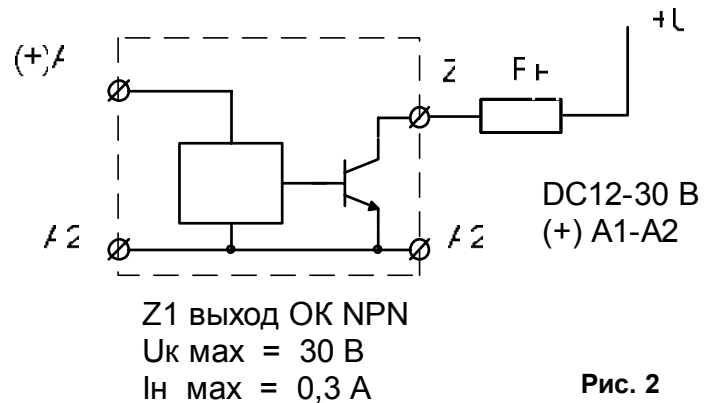 DC12-30 В
(+) A1-A2
Z1 выход ОК NPN
Uк мах = 30 В
Iн мах = 0,3 А
Рис. 2